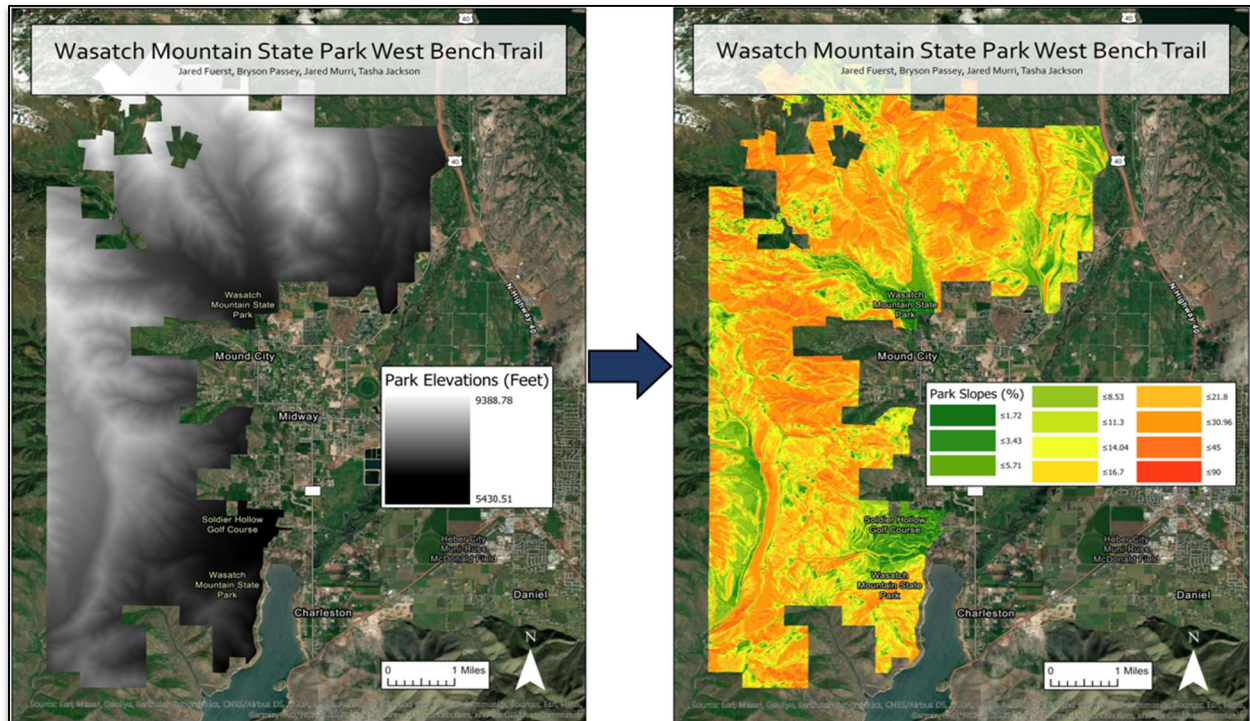 40
Wasatch Mountain State Park West Bench Trail
Jared Fuerst, Bryson Passey, Jared Murri, Tasha Jackson
40
N Highway 40
Wasatch
Mountain State
Park
Mound City
Park Elevations (Feet)
9388.78
5430.51
Midway
Soldier Hollow
Golf Course
Heber City
Muni-Russ
McDonald Field
Wasatch
Mountain State
Park
Daniel
Charleston
N
0 1 Miles
40
Wasatch Mountain State Park West Bench Trail
Jared Fuerst, Bryson Passey, Jared Murri, Tasha Jackson
40
N Highway 40
Wasatch
Mountain State
Park
Mound City
Park Slopes (%)
≤1.72
≤3.43
≤5.71
≤8.53
≤11.3
≤14.04
≤16.7
≤21.8
≤30.96
≤45
≤90
Soldier Hollow
Golf Course
Heber City
Muni-Russ
McDonald Field
Wasatch
Mountain State
Park
Daniel
Charleston
N
0 1 Miles